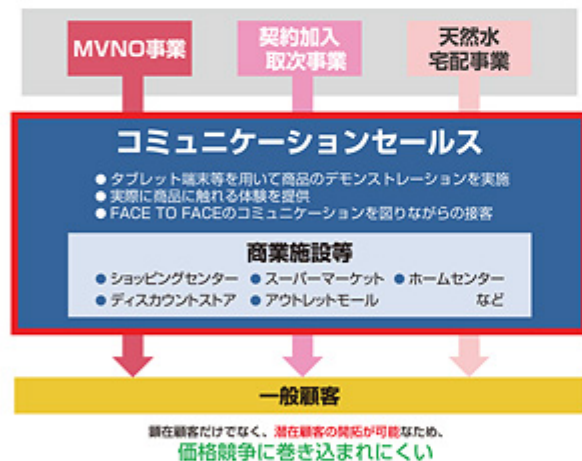 MVNO事業
契約加入
取次事業
天然水
宅配事業
コミュニケーションセールス
● タブレット端末等を用いて商品のデモンストレーションを実施
● 実際に商品に触れる体験を提供
● FACE TO FACEのコミュニケーションを図りながらの接客
商業施設等
● ショッピングセンター ● スーパーマーケット ● ホームセンター
● ディスカウントストア ● アウトレットモール など
一般顧客
顕在顧客だけでなく、潜在顧客の開拓が可能なため、
価格競争に巻き込まれにくい